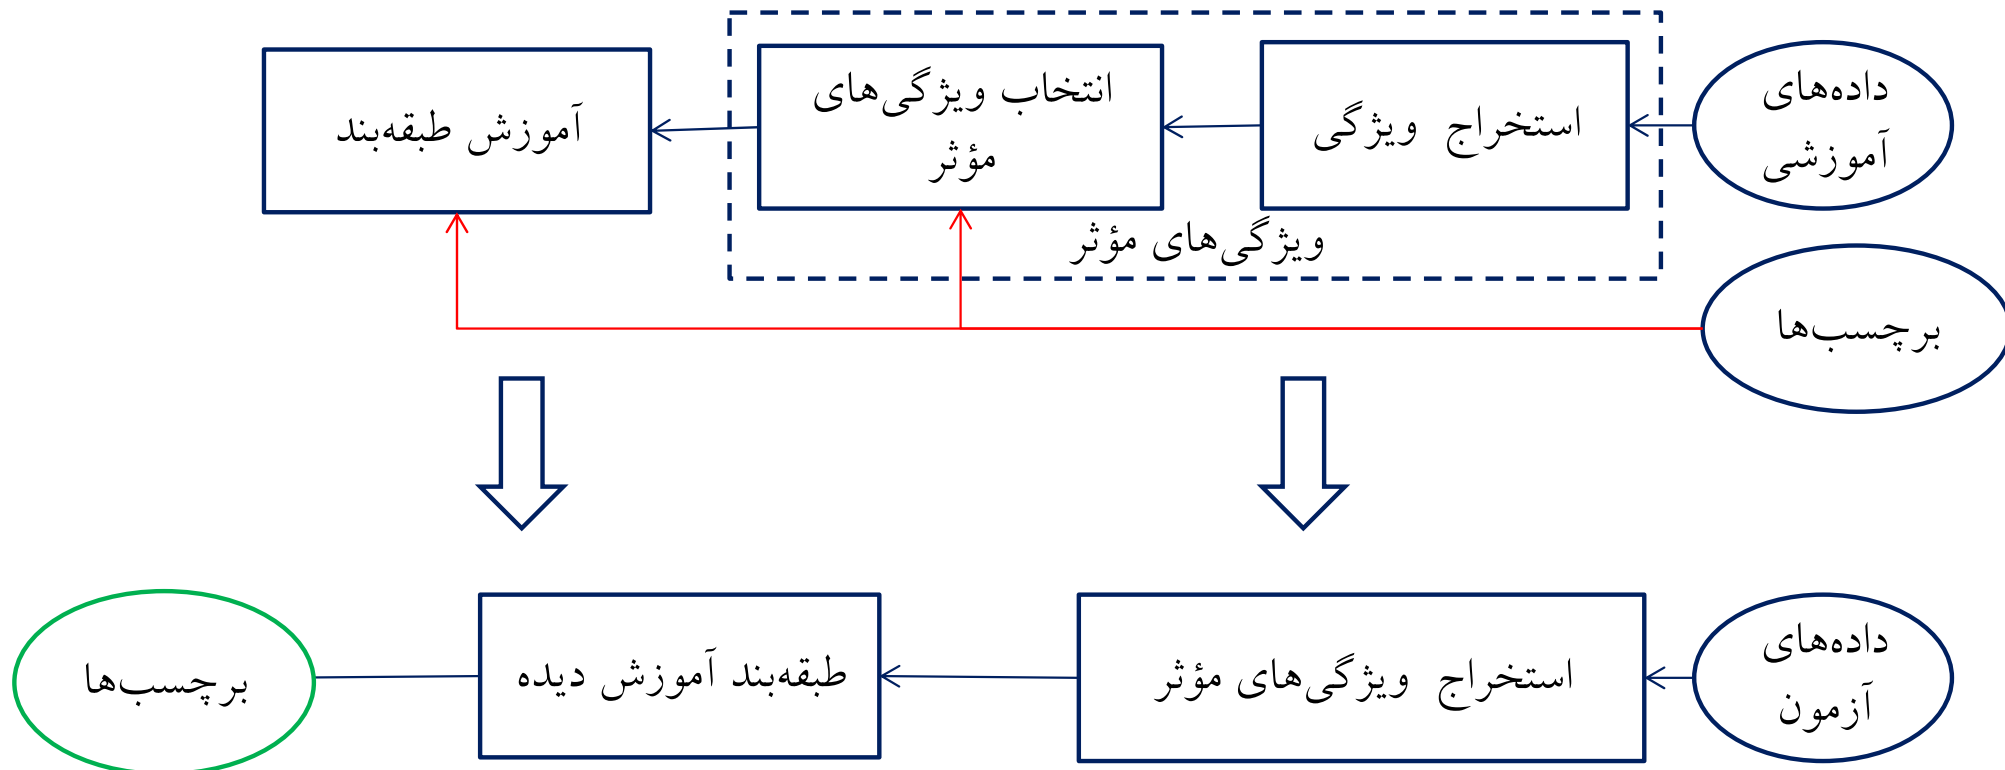 داده‌های
آموزشی
استخراج ویژگی
انتخاب ویژگی‌های
مؤثر
آموزش طبقه‌بند
ویژگی‌های مؤثر
برچسب‌ها
داده‌های
آزمون
استخراج ویژگی‌های مؤثر
طبقه‌بند آموزش دیده
برچسب‌ها